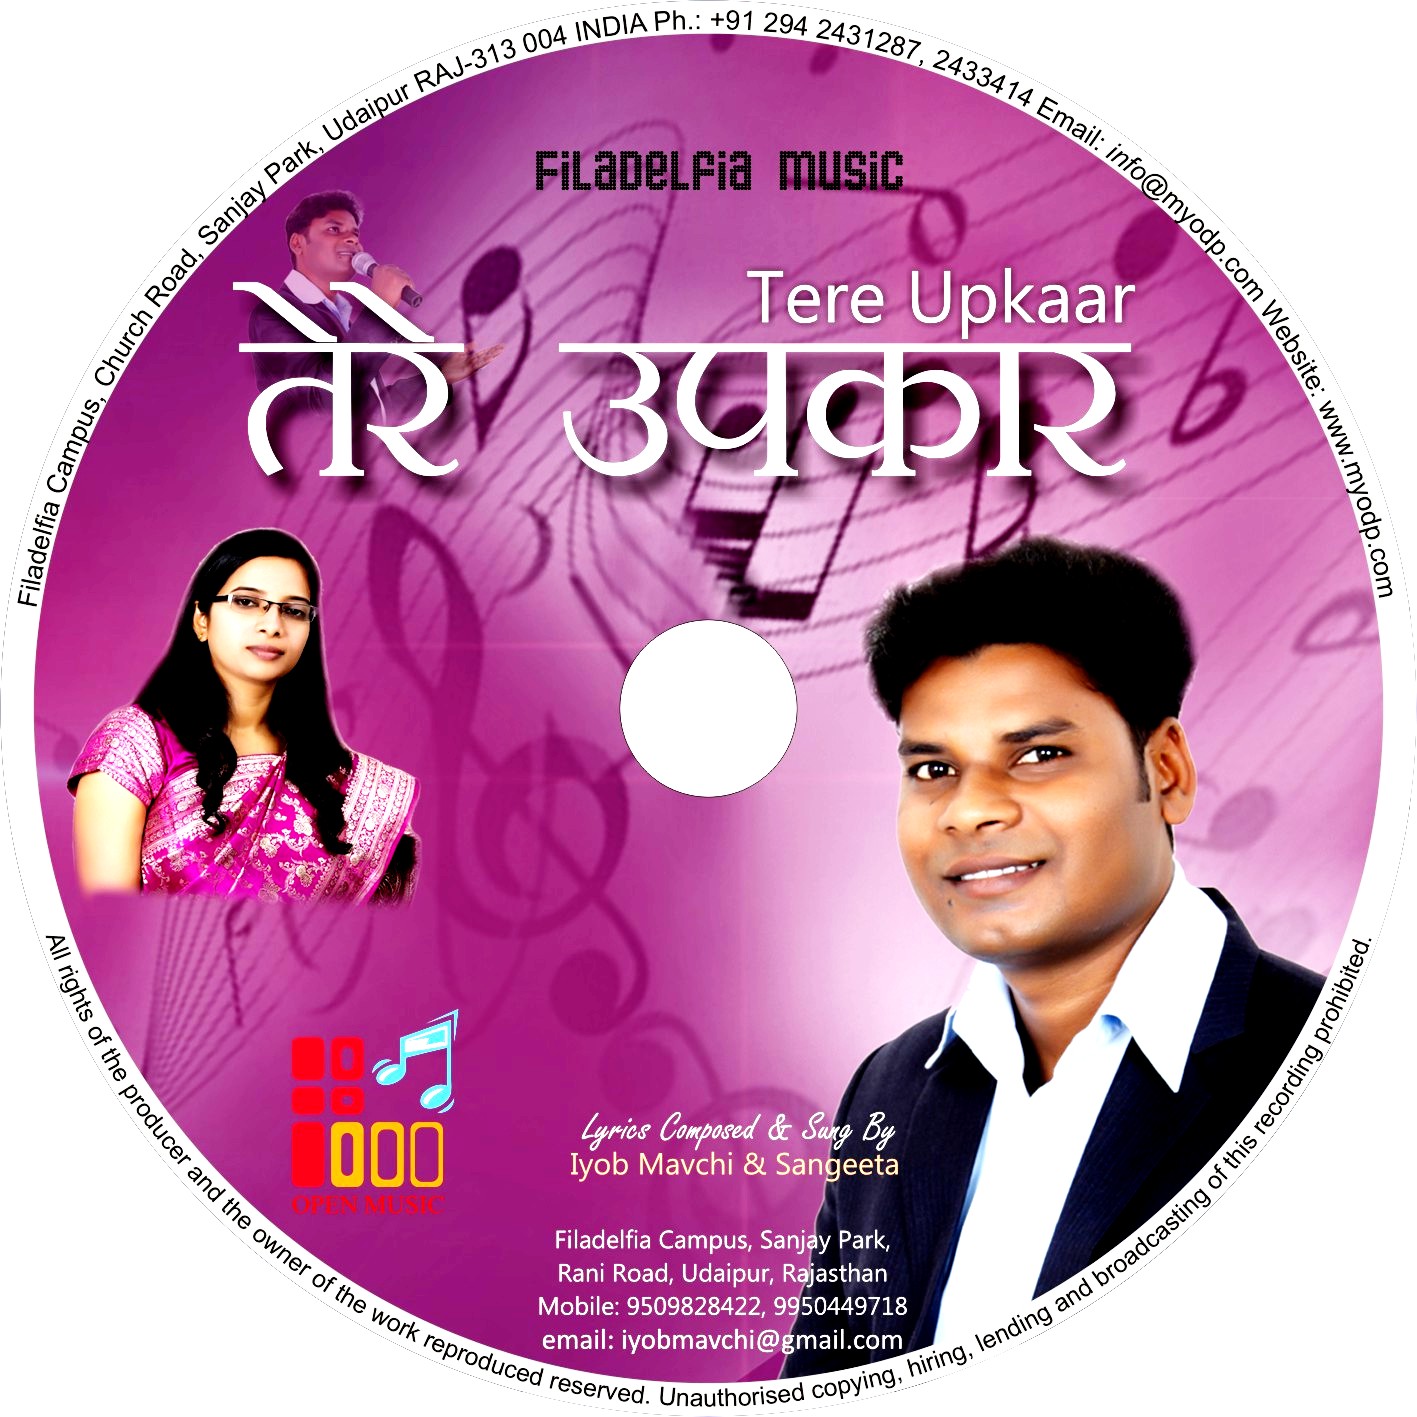 Filadelfia Campus, Church Road, Sanjay Park, Udaipur RAJ-313 004 INDIA Ph.: +91 294 2431287, 2433414 Email: info@myodp.com Website: www.myodp.com
FiLaDeLFia MUSiC
Tere Upkaar
तेरे उपकार
OPEN MUSIC
Lyrics Composed & Sung By
Iyob Mavchi & Sangeeta
Filadelfia Campus, Sanjay Park,
Rani Road, Udaipur, Rajasthan
Mobile: 9509828422, 9950449718
email: iyobmavchi@gmail.com
All rights of the producer and the owner of the work reproduced reserved. Unauthorised copying, hiring, lending and broadcasting of this recording prohibited.